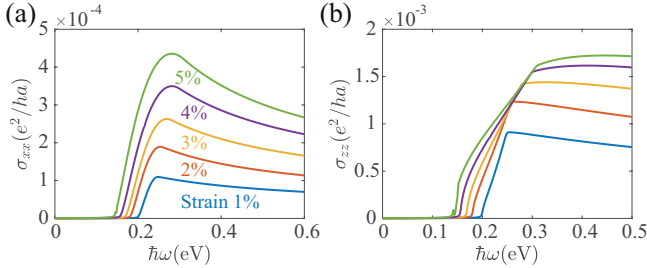 (a)
×10⁻⁴
5
4
3
2
1
0
σxx(e²/ha)
5%
4%
3%
2%
Strain 1%
0 0.2 0.4 0.6
ħω(eV)
(b)
×10⁻³
2
1.5
1
0.5
0
σzz(e²/ha)
0 0.1 0.2 0.3 0.4 0.5
ħω(eV)